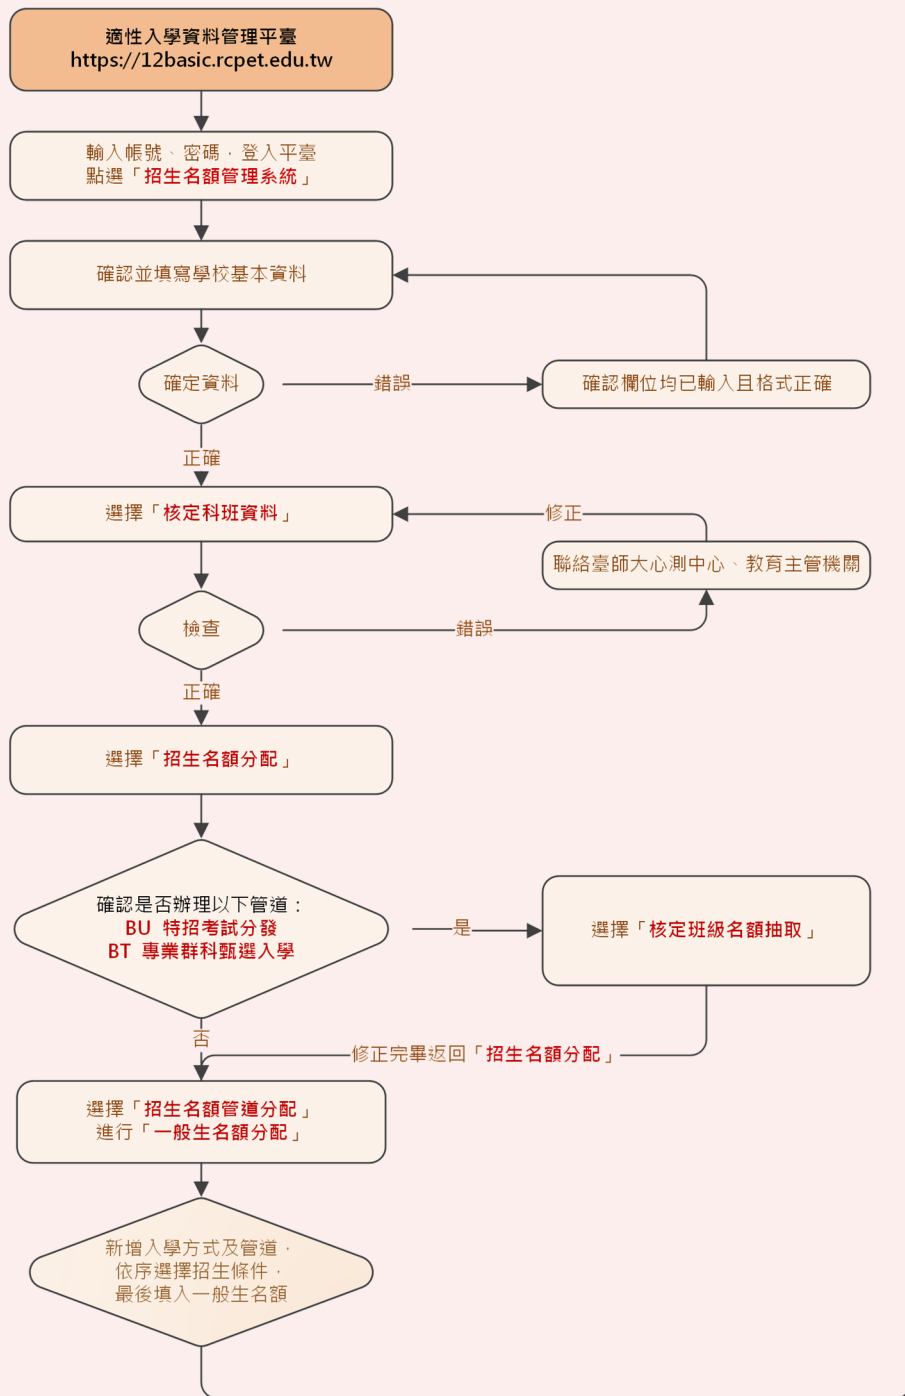 適性入學資料管理平臺
https://12basic.rcpet.edu.tw
輸入帳號、密碼，登入平臺
點選「招生名額管理系統」
確認並填寫學校基本資料
確定資料
錯誤
確認欄位均已輸入且格式正確
正確
選擇「核定科班資料」
修正
聯絡臺師大心測中心、教育主管機關
檢查
錯誤
正確
選擇「招生名額分配」
確認是否辦理以下管道：
BU 特招考試分發
BT 專業群科甄選入學
是
選擇「核定班級名額抽取」
否
修正完畢返回「招生名額分配」
選擇「招生名額管道分配」
進行「一般生名額分配」
新增入學方式及管道，
依序選擇招生條件，
最後填入一般生名額